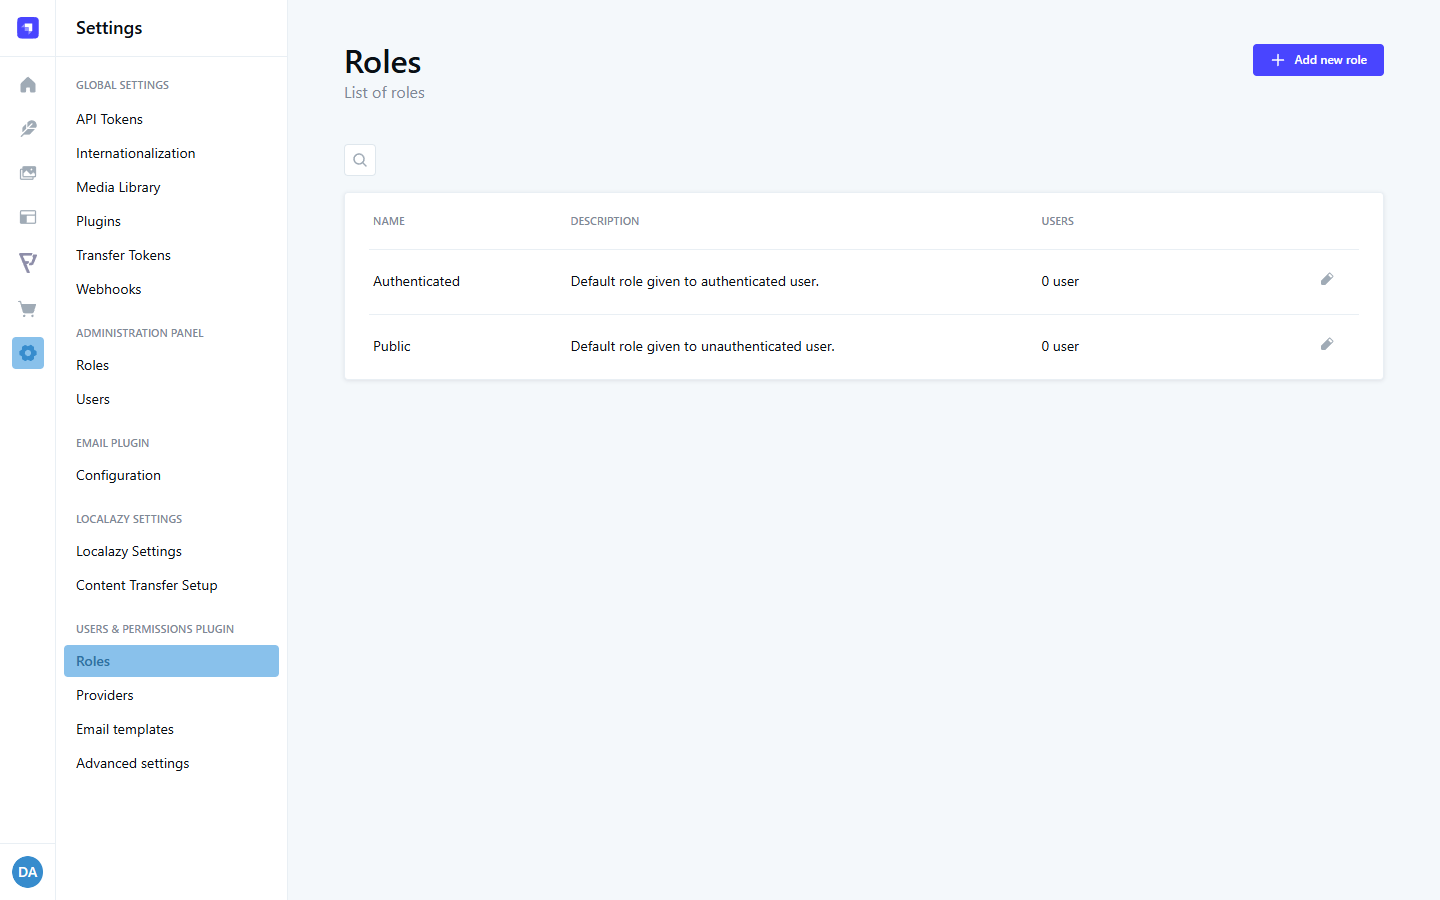 Settings
GLOBAL SETTINGS
API Tokens
Internationalization
Media Library
Plugins
Transfer Tokens
Webhooks
ADMINISTRATION PANEL
Roles
Users
EMAIL PLUGIN
Configuration
LOCALAZY SETTINGS
Localazy Settings
Content Transfer Setup
USERS & PERMISSIONS PLUGIN
Roles
Providers
Email templates
Advanced settings
DA
Roles
List of roles
Add new role
NAME DESCRIPTION USERS
Authenticated Default role given to authenticated user. 0 user
Public Default role given to unauthenticated user. 0 user